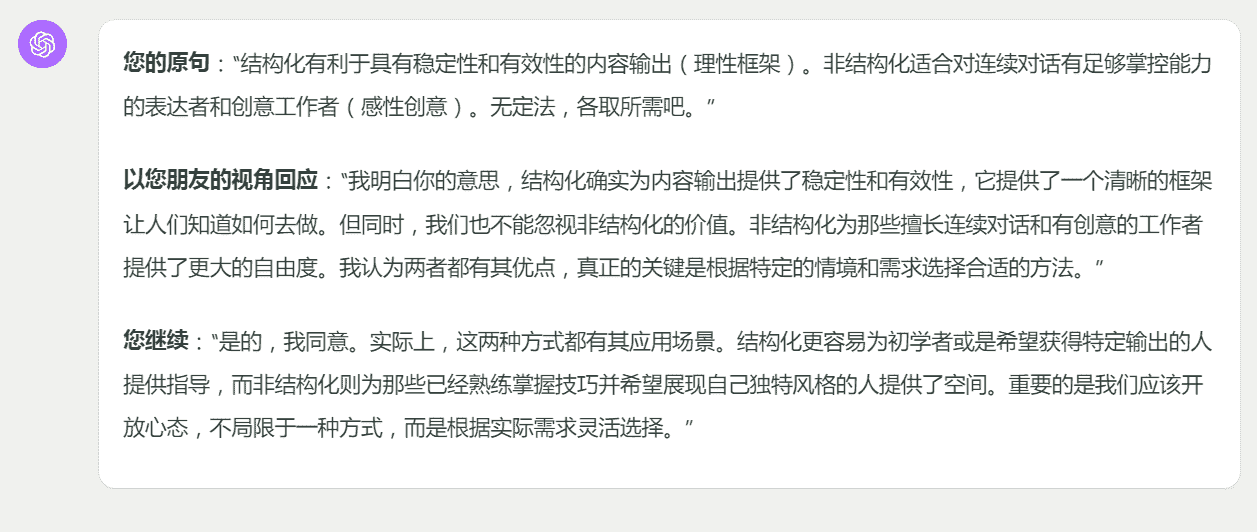 您的原句：“结构化有利于具有稳定性和有效性的内容输出（理性框架）。非结构化适合对连续对话有足够掌控能力
的表达者和创意工作者（感性创意）。无定法，各取所需吧。”
以您朋友的视角回应：“我明白你的意思，结构化确实为内容输出提供了稳定性和有效性，它提供了一个清晰的框架
让人们知道如何去做。但同时，我们也不能忽视非结构化的价值。非结构化为那些擅长连续对话和有创意的工作者
提供了更大的自由度。我认为两者都有其优点，真正的关键是根据特定的情境和需求选择合适的方法。”
您继续：“是的，我同意。实际上，这两种方式都有其应用场景。结构化更容易为初学者或是希望获得特定输出的人
提供指导，而非结构化则为那些已经熟练掌握技巧并希望展现自己独特风格的人提供了空间。重要的是我们应该开
放心态，不局限于一种方式，而是根据实际需求灵活选择。”